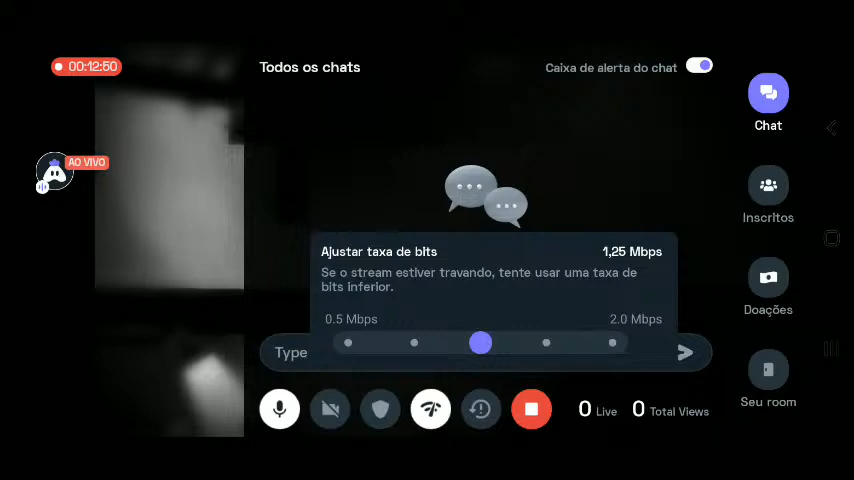 00:12:50
Todos os chats
Caixa de alerta do chat
AO VIVO
Chat
Inscritos
Ajustar taxa de bits 1,25 Mbps
Se o stream estiver travando, tente usar uma taxa de
bits inferior.
0.5 Mbps 2.0 Mbps
Type
Doações
Seu room
0 Live 0 Total Views